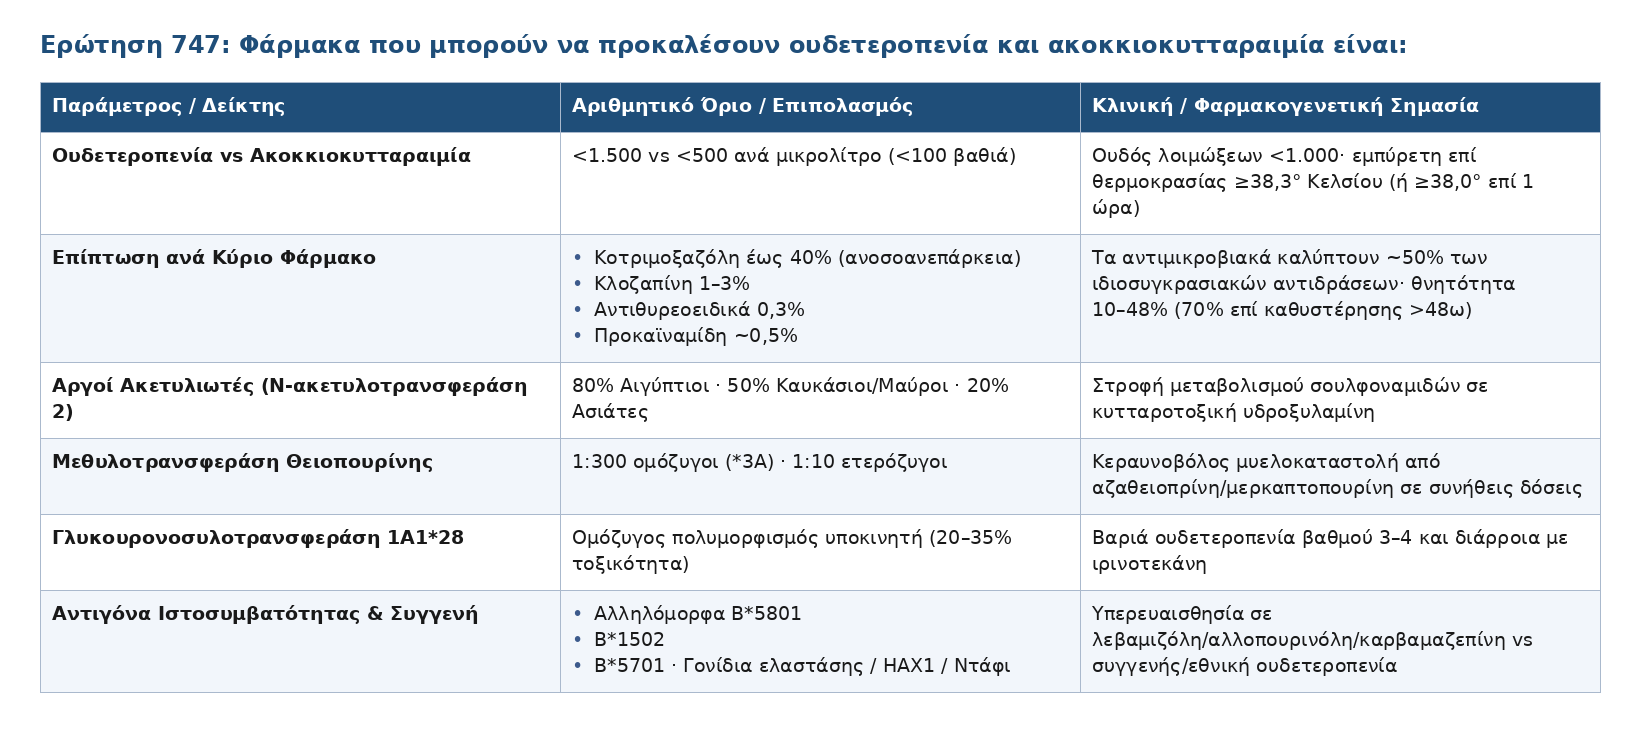 Ερώτηση 747: Φάρμακα που μπορούν να προκαλέσουν ουδετεροπενία και ακοκκιοκυτταραιμία είναι:
Παράμετρος / Δείκτης
Αριθμητικό Όριο / Επιπολασμός
Κλινική / Φαρμακογενετική Σημασία
Ουδετεροπενία vs Ακοκκιοκυτταραιμία
<1.500 vs <500 ανά μικρολίτρο (<100 βαθιά)
Ουδός λοιμώξεων <1.000· εμπύρετη επί
θερμοκρασίας ≥38,3° Κελσίου (ή ≥38,0° επί 1
ώρα)
Επίπτωση ανά Κύριο Φάρμακο
• Κοτριμοξαζόλη έως 40% (ανοσοανεπάρκεια)
• Κλοζαπίνη 1–3%
• Αντιθυρεοειδικά 0,3%
• Προκαϊναμίδη ~0,5%
Τα αντιμικροβιακά καλύπτουν ~50% των
ιδιοσυγκρασιακών αντιδράσεων· θνητότητα
10–48% (70% επί καθυστέρησης >48ω)
Αργοί Ακετυλιωτές (Ν-ακετυλοτρανσφεράση
2)
80% Αιγύπτιοι · 50% Καυκάσιοι/Μαύροι · 20%
Ασιάτες
Στροφή μεταβολισμού σουλφοναμιδών σε
κυτταροτοξική υδροξυλαμίνη
Μεθυλοτρανσφεράση Θειοπουρίνης
1:300 ομόζυγοι (*3A) · 1:10 ετερόζυγοι
Κεραυνοβόλος μυελοκαταστολή από
αζαθειοπρίνη/μερκαπτοπουρίνη σε συνήθεις δόσεις
Γλυκουρονοσυλοτρανσφεράση 1A1*28
Ομόζυγος πολυμορφισμός υποκινητή (20–35%
τοξικότητα)
Βαριά ουδετεροπενία βαθμού 3–4 και διάρροια με
ιρινοτεκάνη
Αντιγόνα Ιστοσυμβατότητας & Συγγενή
• Αλληλόμορφα B*5801
• B*1502
• B*5701 · Γονίδια ελαστάσης / HAX1 / Ντάφι
Υπερευαισθησία σε
λεβαμιζόλη/αλλοπουρινόλη/καρβαμαζεπίνη vs
συγγενής/εθνική ουδετεροπενία